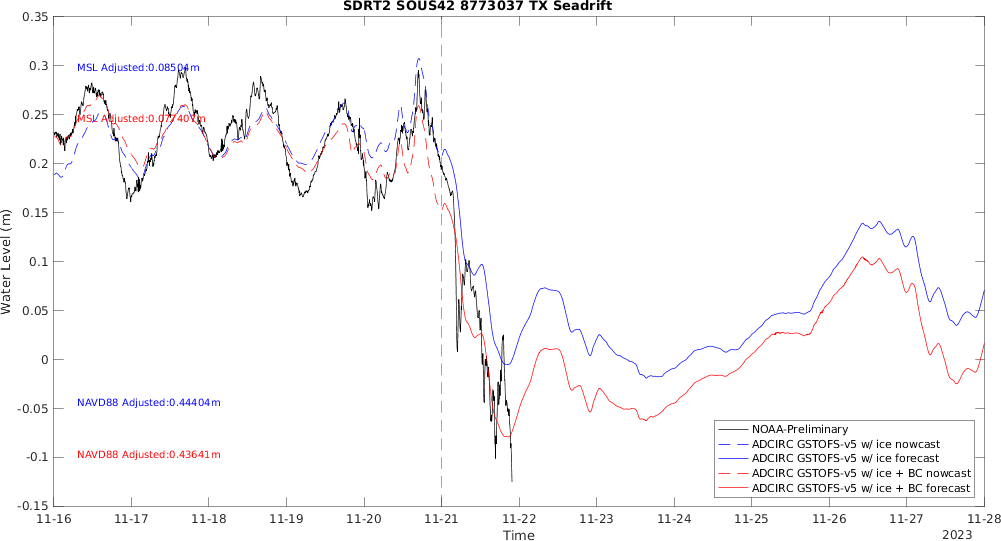 SDRT2 SOUS42 8773037 TX Seadrift
0.35
0.3
0.25
0.2
0.15
0.1
0.05
0
-0.05
-0.1
-0.15
Water Level (m)
MSL Adjusted:0.08504m
MSL Adjusted:0.077407m
NAVD88 Adjusted:0.44404m
NAVD88 Adjusted:0.43641m
NOAA-Preliminary
ADCIRC GSTOFS-v5 w/ ice nowcast
ADCIRC GSTOFS-v5 w/ ice forecast
ADCIRC GSTOFS-v5 w/ ice + BC nowcast
ADCIRC GSTOFS-v5 w/ ice + BC forecast
11-16 11-17 11-18 11-19 11-20 11-21 11-22 11-23 11-24 11-25 11-26 11-27 11-28
Time
2023